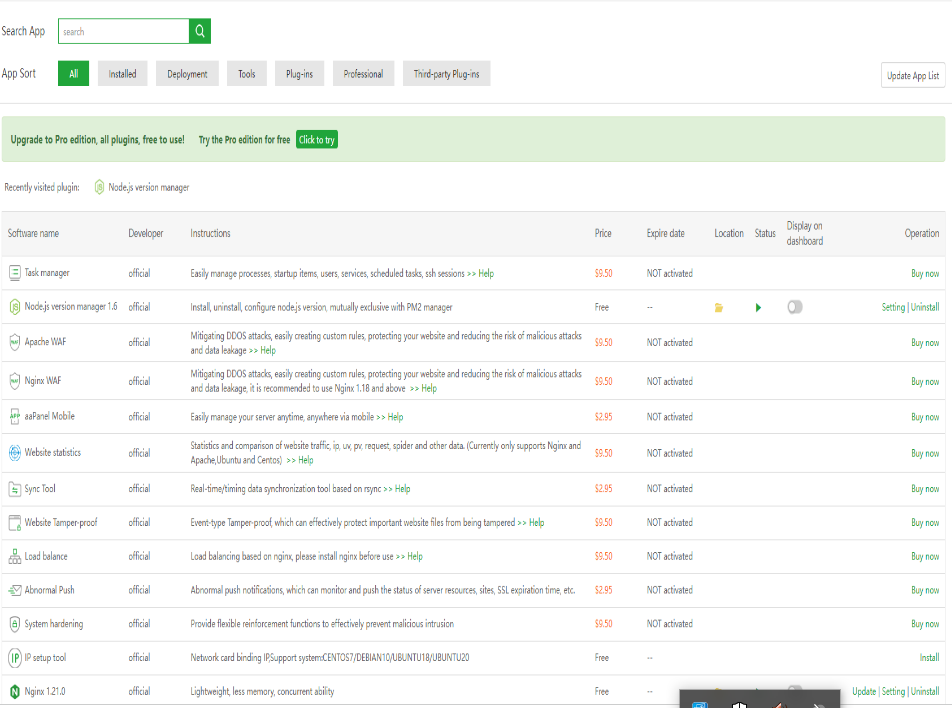 Search App search
App Sort All Installed Deployment Tools Plug-ins Professional Third-party Plug-ins Update App List
Upgrade to Pro edition, all plugins, free to use! Try the Pro edition for free Click to try
Recently visited plugin: Node.js version manager
Software name Developer Instructions Price Expire date Location Status Display on dashboard Operation
Task manager official Easily manage processes, startup items, users, services, scheduled tasks, ssh sessions >> Help $9.50 NOT activated Buy now
Node.js version manager 1.6 official Install, uninstall, configure node.js version, mutually exclusive with PM2 manager Free -- Setting | Uninstall
Apache WAF official Mitigating DDOS attacks, easily creating custom rules, protecting your website and reducing the risk of malicious attacks
and data leakage >> Help $9.50 NOT activated Buy now
Nginx WAF official Mitigating DDOS attacks, easily creating custom rules, protecting your website and reducing the risk of malicious attacks
and data leakage, it is recommended to use Nginx 1.18 and above >> Help $9.50 NOT activated Buy now
aaPanel Mobile official Easily manage your server anytime, anywhere via mobile >> Help $2.95 NOT activated Buy now
Website statistics official Statistics and comparison of website traffic, ip, uv, pv, request, spider and other data. (Currently only supports Nginx and
Apache,Ubuntu and Centos) >> Help $9.50 NOT activated Buy now
Sync Tool official Real-time/timing data synchronization tool based on rsync >> Help $2.95 NOT activated Buy now
Website Tamper-proof official Event-type Tamper-proof, which can effectively protect important website files from being tampered >> Help $9.50 NOT activated Buy now
Load balance official Load balancing based on nginx, please install nginx before use >> Help $9.50 NOT activated Buy now
Abnormal Push official Abnormal push notifications, which can monitor and push the status of server resources, sites, SSL expiration time, etc. $2.95 NOT activated Buy now
System hardening official Provide flexible reinforcement functions to effectively prevent malicious intrusion $9.50 NOT activated Buy now
IP setup tool official Network card binding IP,Support system:CENTOS7/DEBIAN10/UBUNTU18/UBUNTU20 Free -- Install
Nginx 1.21.0 official Lightweight, less memory, concurrent ability Free -- Update | Setting | Uninstall